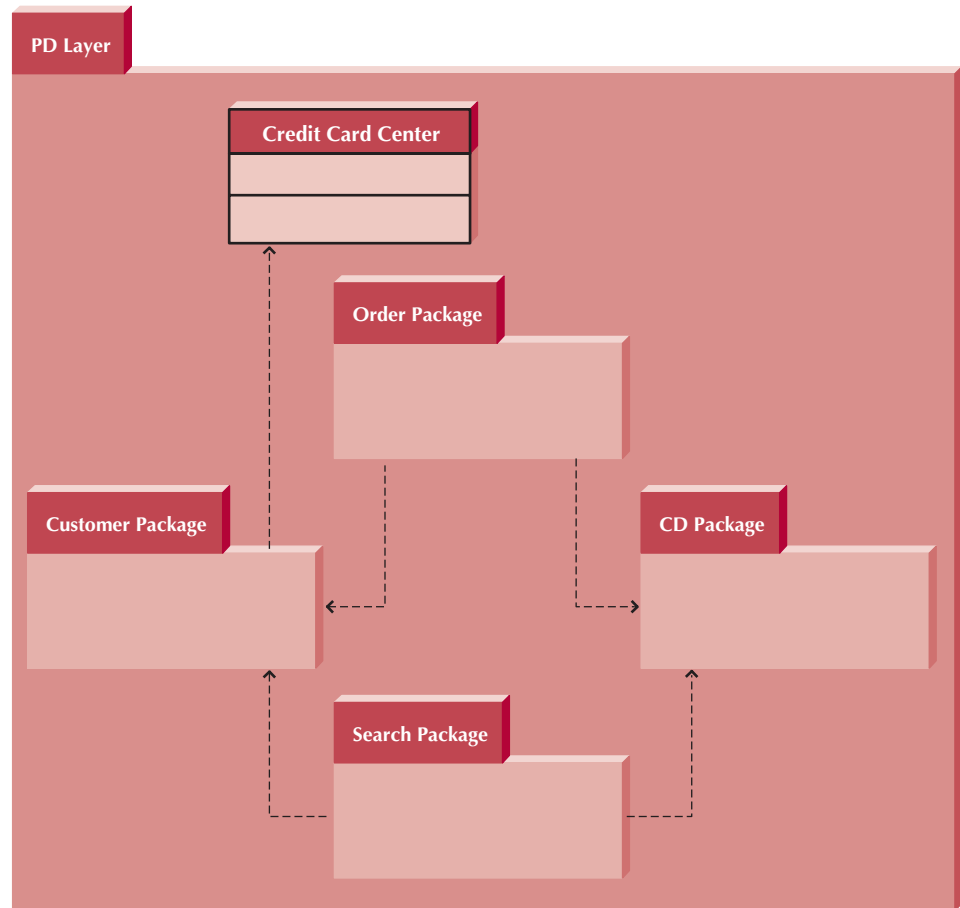 PD Layer
Credit Card Center
Order Package
Customer Package
CD Package
Search Package